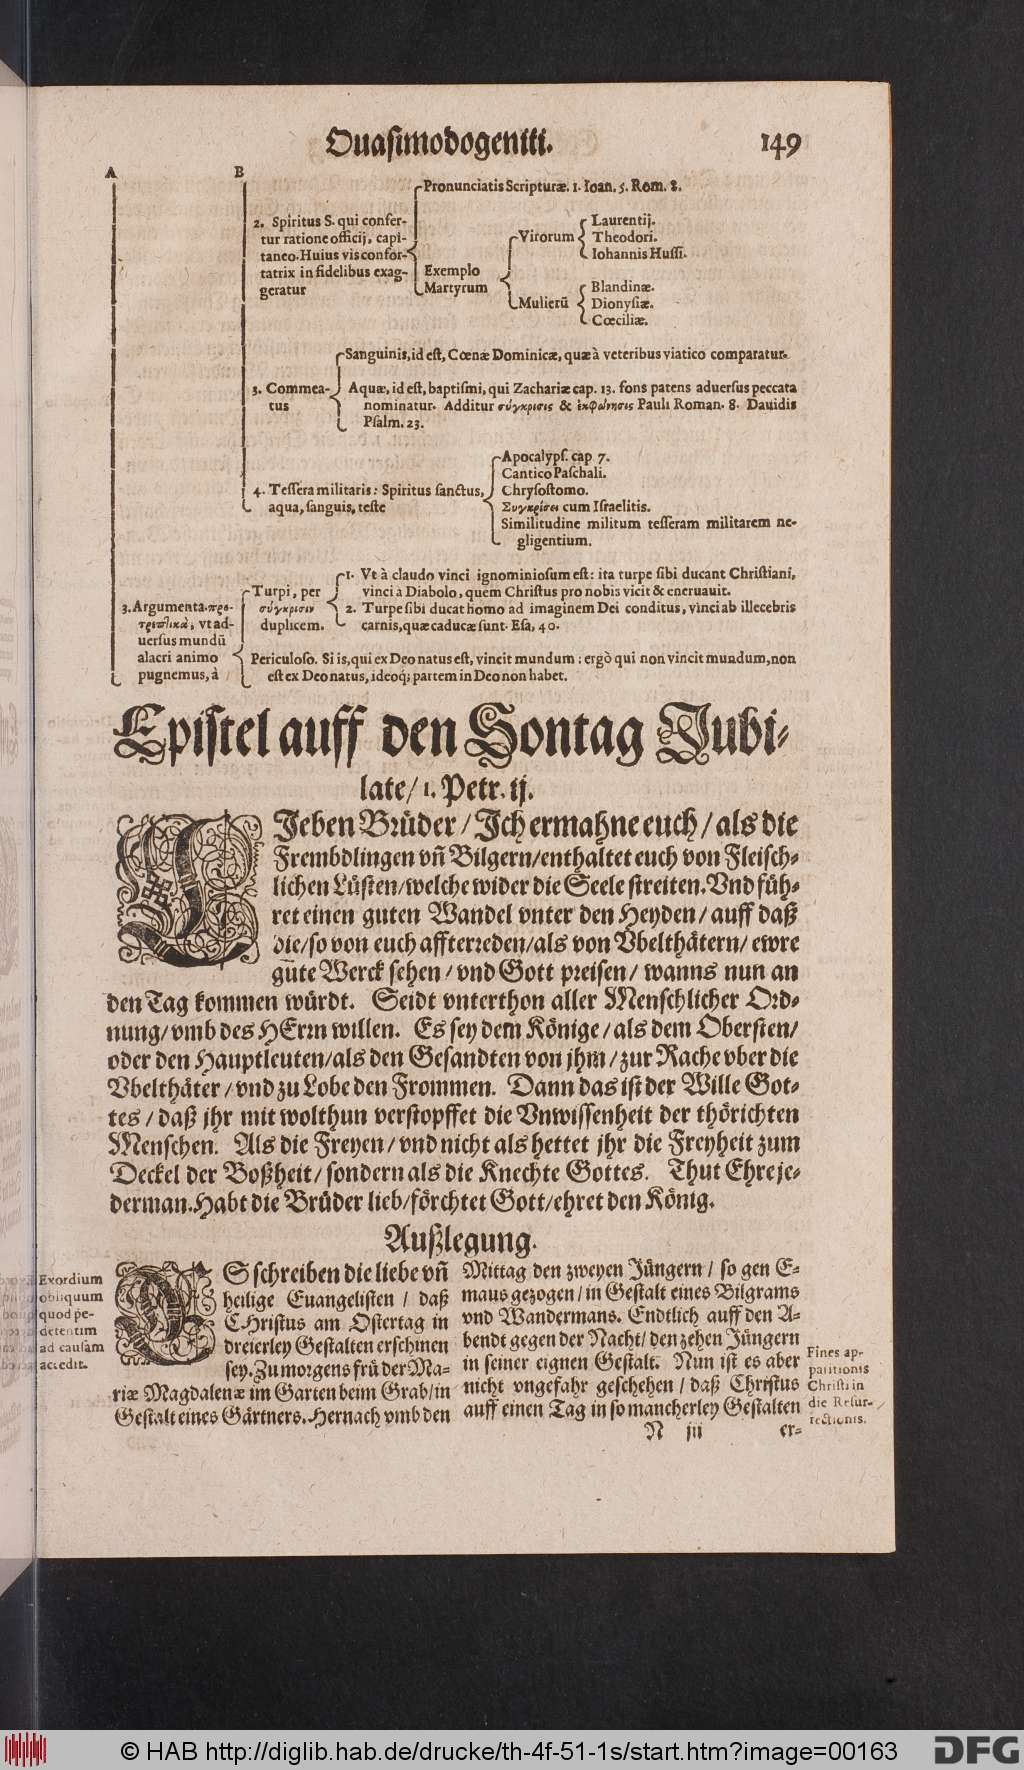 Quasimodogeniti. 149
A B
Pronunciatis Scripturæ. 1. Ioan. 5. Rom. 8.
2. Spiritus S. qui confer-
tur ratione officij, capi-
taneo. Huius vis confor-
tatrix in fidelibus exag-
geratur
Exemplo
Martyrum
Virorum
Laurentij.
Theodori.
Iohannis Hussi.
Mulierū
Blandinæ.
Dionysiæ.
Cœciliæ.
3. Commea-
tus
Sanguinis, id est, Cœnæ Dominicæ, quæ à veteribus viatico comparatur.
Aquæ, id est, baptismi, qui Zachariæ cap. 13. fons patens aduersus peccata
nominatur. Additur σύγκρισις & ἐκφώνησις Pauli Roman. 8. Dauidis
Psalm. 23.
4. Tessera militaris: Spiritus sanctus,
aqua, sanguis, teste
Apocalyps. cap 7.
Cantico Paschali.
Chrysostomo.
Συγκρίσει cum Israelitis.
Similitudine militum tesseram militarem ne-
gligentium.
3. Argumenta προ-
τρεπτικὰ, vt ad-
uersus mundū
alacri animo
pugnemus, à
Turpi, per
σύγκρισιν
duplicem.
1. Vt à claudo vinci ignominiosum est: ita turpe sibi ducant Christiani,
vinci a Diabolo, quem Christus pro nobis vicit & eneruauit.
2. Turpe sibi ducat homo ad imaginem Dei conditus, vinci ab illecebris
carnis, quæ caducæ sunt. Esa, 40.
Periculoso. Si is, qui ex Deo natus est, vincit mundum: ergò qui non vincit mundum, non
est ex Deo natus, ideoq́; partem in Deo non habet.
Epistel auff den Sontag Jubi-
late/ 1. Petr. ij.
LJeben Brüder / Jch ermahne euch / als die
Frembdlingen vñ Bilgern/enthaltet euch von Fleisch-
lichen Lüsten/welche wider die Seele streiten. Vnd füh-
ret einen guten Wandel vnter den Heyden / auff daß
die/so von euch affterreden/als von Vbelthätern/ ewre
gute Werck sehen / vnd Gott preisen / wanns nun an
den Tag kommen würdt. Seidt vnterthon aller Menschlicher Ord-
nung/ vmb des HErrn willen. Es sey dem Könige / als dem Obersten/
oder den Hauptleuten/als den Gesandten von jhm / zur Rache vber die
Vbelthäter / vnd zu Lobe den Frommen. Dann das ist der Wille Got-
tes / daß jhr mit wolthun verstopffet die Vnwissenheit der thörichten
Menschen. Als die Freyen / vnd nicht als hettet jhr die Freyheit zum
Deckel der Boßheit / sondern als die Knechte Gottes. Thut Ehre je-
derman. Habt die Brüder lieb/förchtet Gott/ehret den König.
Außlegung.
Exordium
obliquum
quod pe-
detentim
ad causam
accedit.
ES schreiben die liebe vñ
heilige Euangelisten / daß
CHristus am Ostertag in
dreierley Gestalten erschinen
sey. Zu morgens frü der Ma-
riæ Magdalenæ im Garten beim Grab/in
Gestalt eines Gärtners. Hernach vmb den
Mittag den zweyen Jüngern / so gen E-
maus gezogen / in Gestalt eines Bilgrams
vnd Wandermans. Endtlich auff den A-
bendt gegen der Nacht / den zehen Jüngern
in seiner eignen Gestalt. Nun ist es aber
nicht vngefahr geschehen / daß Christus
auff einen Tag in so mancherley Gestalten
Fines ap-
paritionis
Christi in
die Resur-
rectionis.
N iij er-
© HAB http://diglib.hab.de/drucke/th-4f-51-1s/start.htm?image=00163
DFG